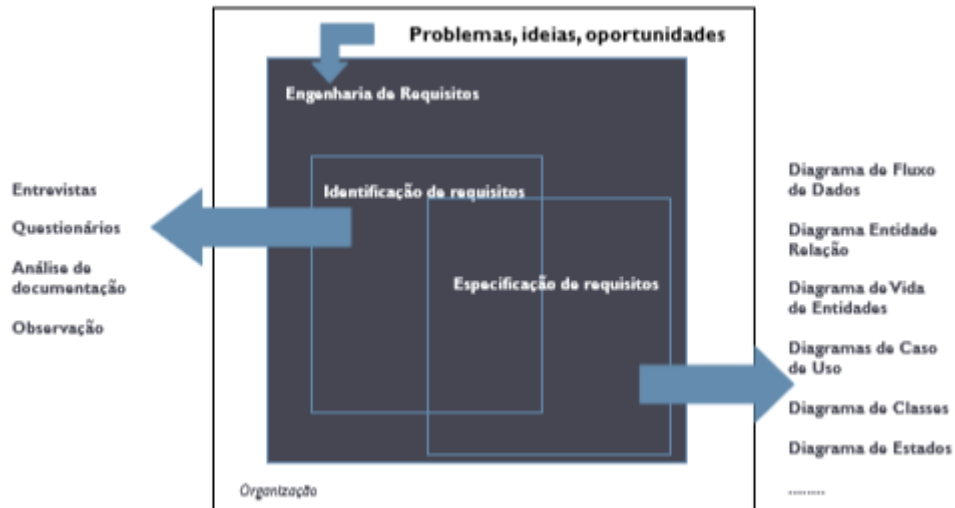 Problemas, ideias, oportunidades
Engenharia de Requisitos
Identificação de requisitos
Especificação de requisitos
Organização
Entrevistas
Questionários
Análise de
documentação
Observação
Diagrama de Fluxo
de Dados
Diagrama Entidade
Relação
Diagrama de Vida
de Entidades
Diagramas de Caso
de Uso
Diagrama de Classes
Diagrama de Estados
.........